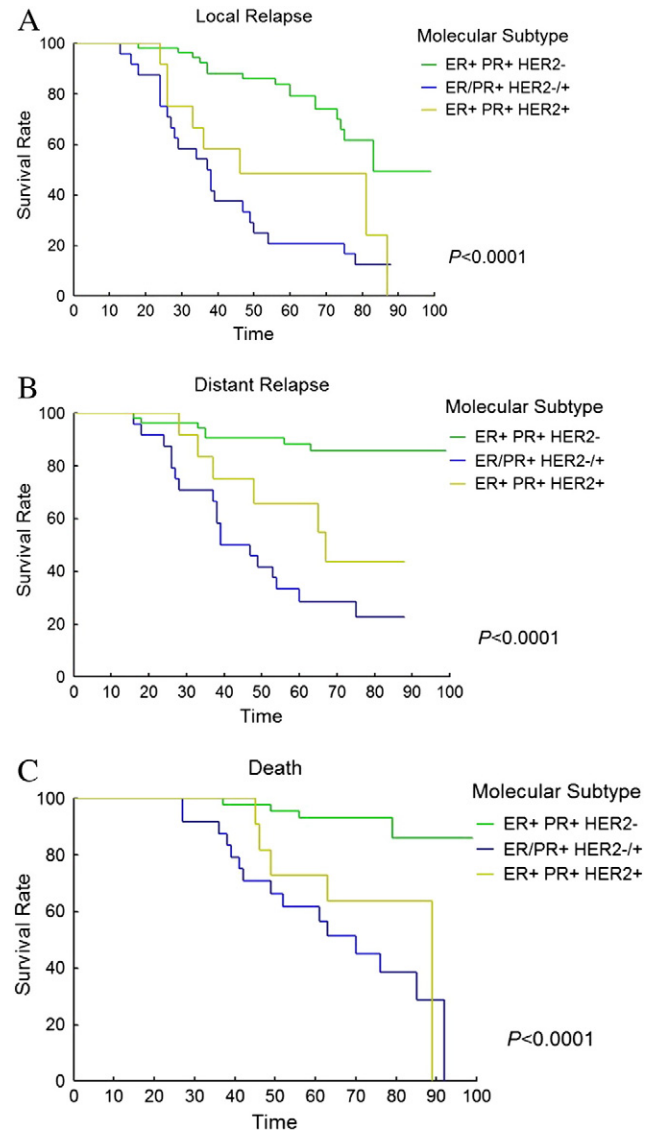 A
Local Relapse
Molecular Subtype
ER+ PR+ HER2-
ER/PR+ HER2-/+
ER+ PR+ HER2+
Survival Rate
100
80
60
40
20
0
P<0.0001
0 10 20 30 40 50 60 70 80 90 100
Time
B
Distant Relapse
Molecular Subtype
ER+ PR+ HER2-
ER/PR+ HER2-/+
ER+ PR+ HER2+
Survival Rate
100
80
60
40
20
0
P<0.0001
0 10 20 30 40 50 60 70 80 90 100
Time
C
Death
Molecular Subtype
ER+ PR+ HER2-
ER/PR+ HER2-/+
ER+ PR+ HER2+
Survival Rate
100
80
60
40
20
0
P<0.0001
0 10 20 30 40 50 60 70 80 90 100
Time